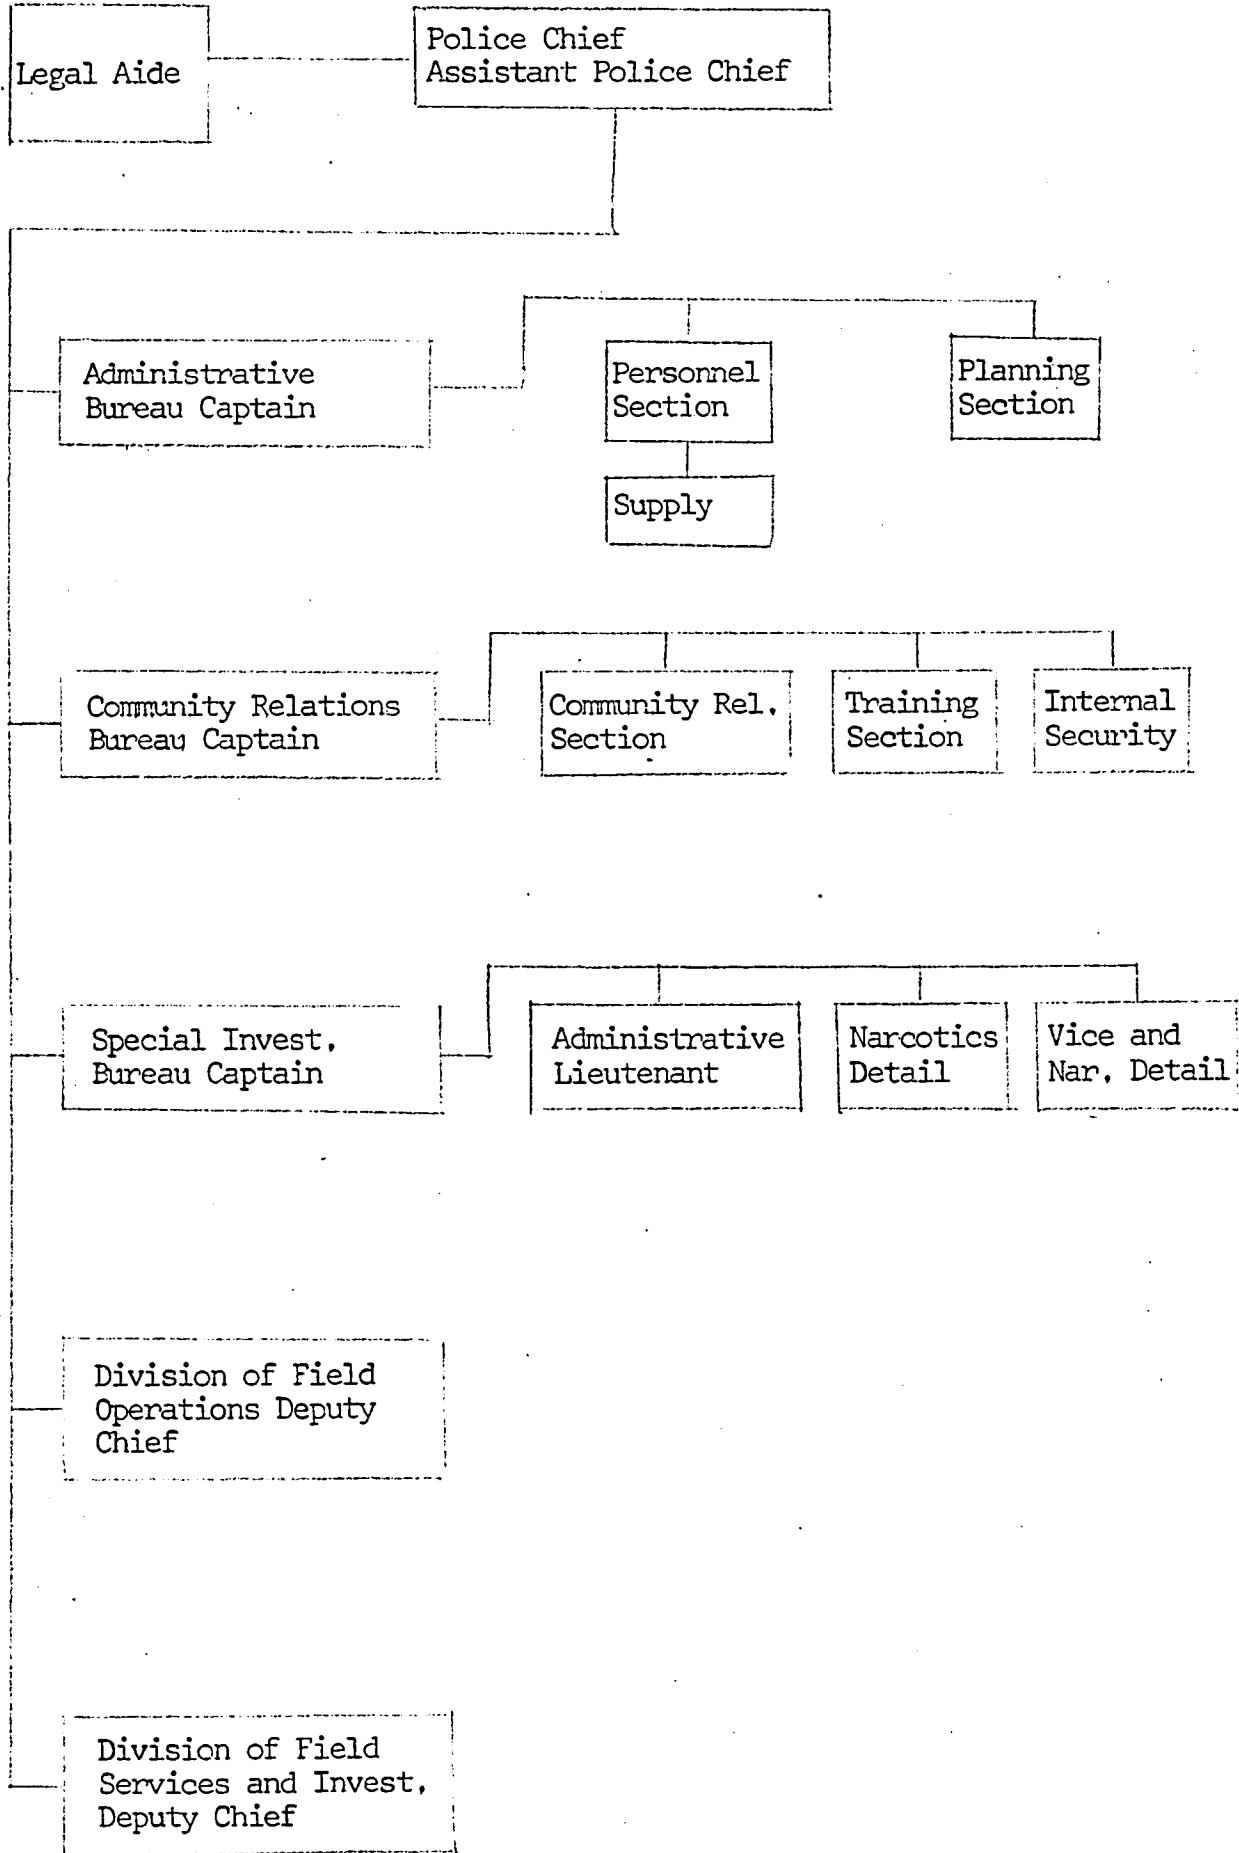 Legal Aide
Police Chief
Assistant Police Chief
Administrative
Bureau Captain
Personnel
Section
Planning
Section
Supply
Community Relations
Bureau Captain
Community Rel.
Section
Training
Section
Internal
Security
Special Invest.
Bureau Captain
Administrative
Lieutenant
Narcotics
Detail
Vice and
Nar. Detail
Division of Field
Operations Deputy
Chief
Division of Field
Services and Invest.
Deputy Chief